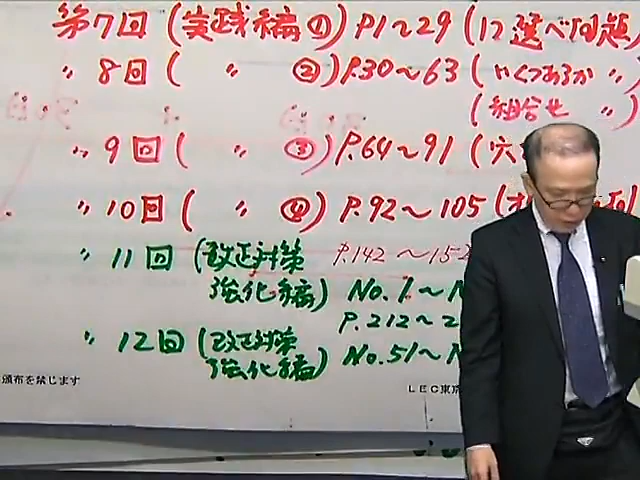 第7回(実践編①)P.1～29(1つ選べ問題)
〃 8回(〃 ②)P.30～63(いくつあるか 〃
(組合せ 〃)
〃 9回(〃 ③)P.64～91(穴
〃 10回(〃 ④)P.92～105(
〃 11回(改正対策 P.142～152
強化編)No.1～
P.212～2
〃 12回(改正対策
強化編)No.51～
頒布を禁じます
LEC東京